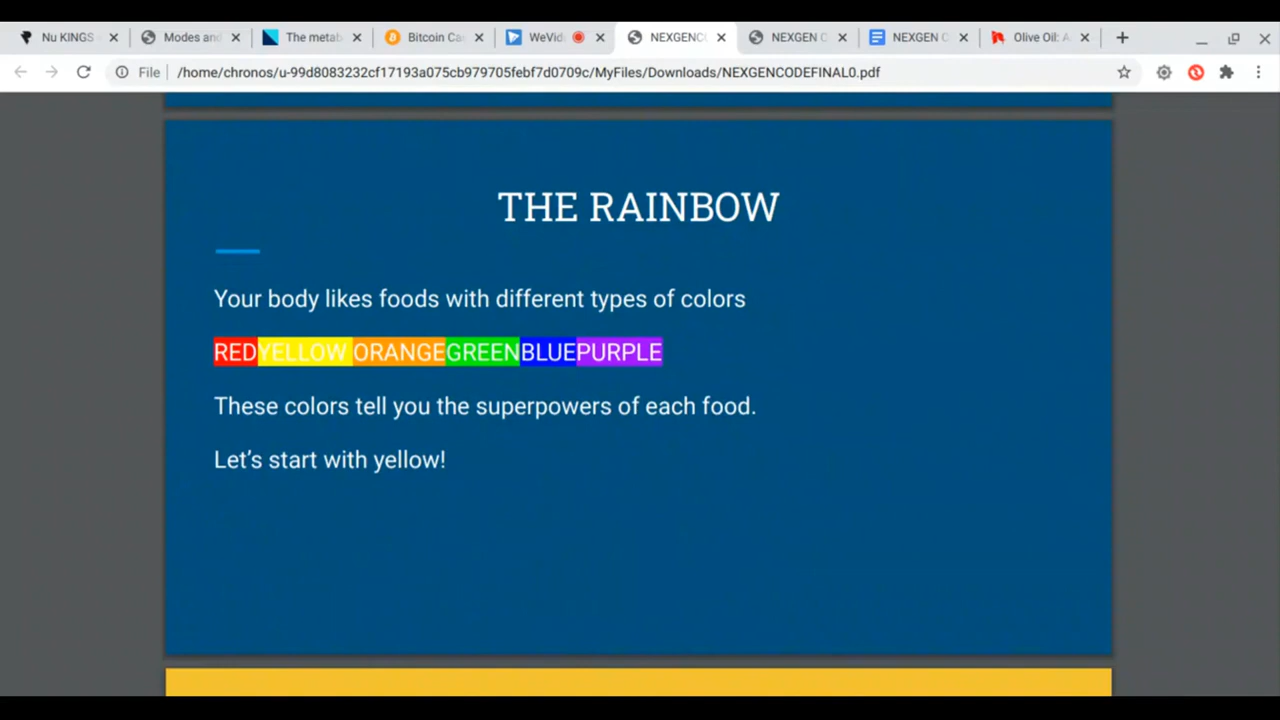 Nu KINGS
Modes and
The metab
Bitcoin Ca
WeVid
NEXGENC
NEXGEN C
NEXGEN C
Olive Oil: A
File
/home/chronos/u-99d8083232cf17193a075cb979705febf7d0709c/MyFiles/Downloads/NEXGENCODEFINAL0.pdf
THE RAINBOW
Your body likes foods with different types of colors
REDYELLOW ORANGEGREENBLUEPURPLE
These colors tell you the superpowers of each food.
Let’s start with yellow!